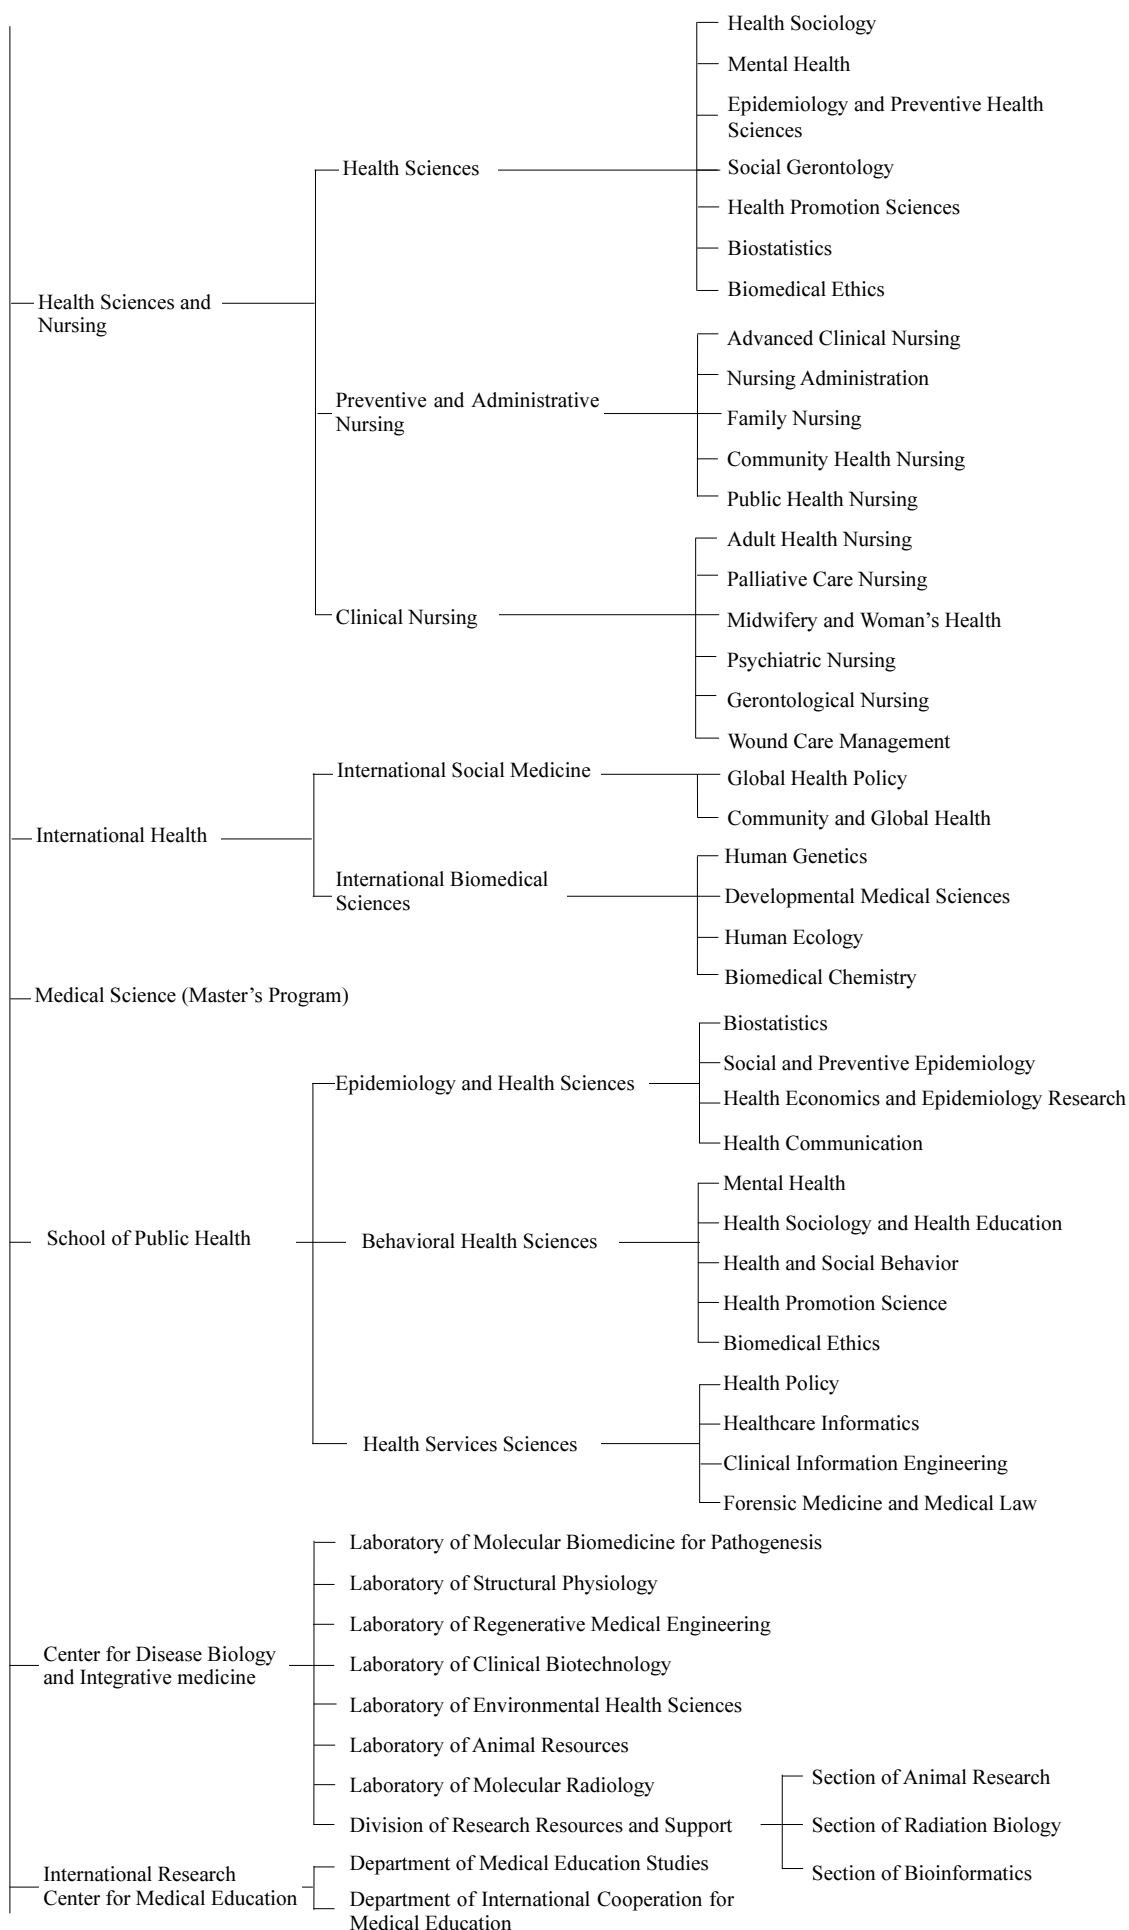 Health Sociology
Mental Health
Epidemiology and Preventive Health
Sciences
Health Sciences
Social Gerontology
Health Promotion Sciences
Biostatistics
Biomedical Ethics
Health Sciences and
Nursing
Advanced Clinical Nursing
Nursing Administration
Preventive and Administrative
Nursing
Family Nursing
Community Health Nursing
Public Health Nursing
Adult Health Nursing
Palliative Care Nursing
Clinical Nursing
Midwifery and Woman’s Health
Psychiatric Nursing
Gerontological Nursing
Wound Care Management
International Social Medicine
Global Health Policy
Community and Global Health
International Health
Human Genetics
International Biomedical
Sciences
Developmental Medical Sciences
Human Ecology
Biomedical Chemistry
Medical Science (Master’s Program)
Biostatistics
Social and Preventive Epidemiology
Epidemiology and Health Sciences
Health Economics and Epidemiology Research
Health Communication
Mental Health
Health Sociology and Health Education
School of Public Health
Behavioral Health Sciences
Health and Social Behavior
Health Promotion Science
Biomedical Ethics
Health Policy
Healthcare Informatics
Health Services Sciences
Clinical Information Engineering
Forensic Medicine and Medical Law
Laboratory of Molecular Biomedicine for Pathogenesis
Laboratory of Structural Physiology
Laboratory of Regenerative Medical Engineering
Center for Disease Biology
and Integrative medicine
Laboratory of Clinical Biotechnology
Laboratory of Environmental Health Sciences
Laboratory of Animal Resources
Laboratory of Molecular Radiology
Division of Research Resources and Support
Section of Animal Research
Section of Radiation Biology
Section of Bioinformatics
International Research
Center for Medical Education
Department of Medical Education Studies
Department of International Cooperation for
Medical Education